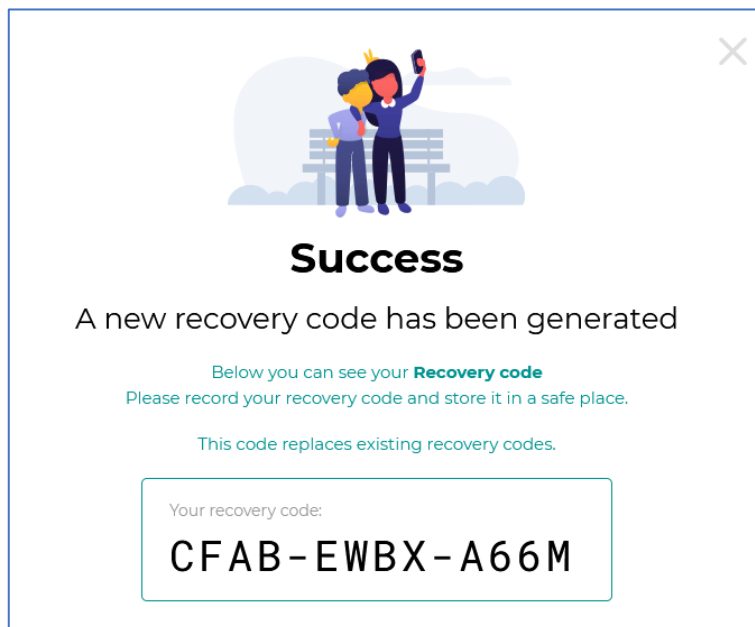 Success
A new recovery code has been generated
Below you can see your Recovery code
Please record your recovery code and store it in a safe place.
This code replaces existing recovery codes.
Your recovery code:
CFAB-EWBX-A66M